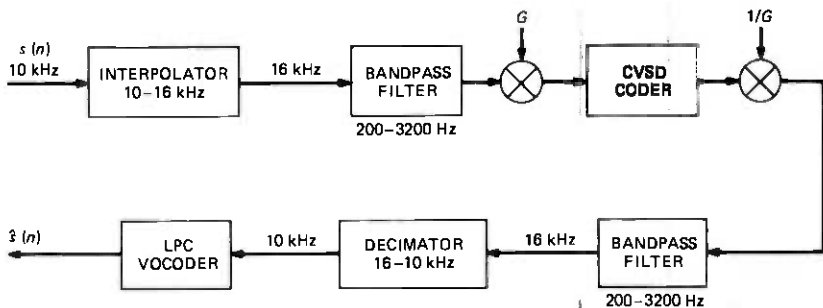 s (n)
10 kHz
INTERPOLATOR
10–16 kHz
16 kHz
BANDPASS
FILTER
200–3200 Hz
G
CVSD
CODER
1/G
ŝ (n)
LPC
VOCODER
10 kHz
DECIMATOR
16–10 kHz
16 kHz
BANDPASS
FILTER
200–3200 Hz